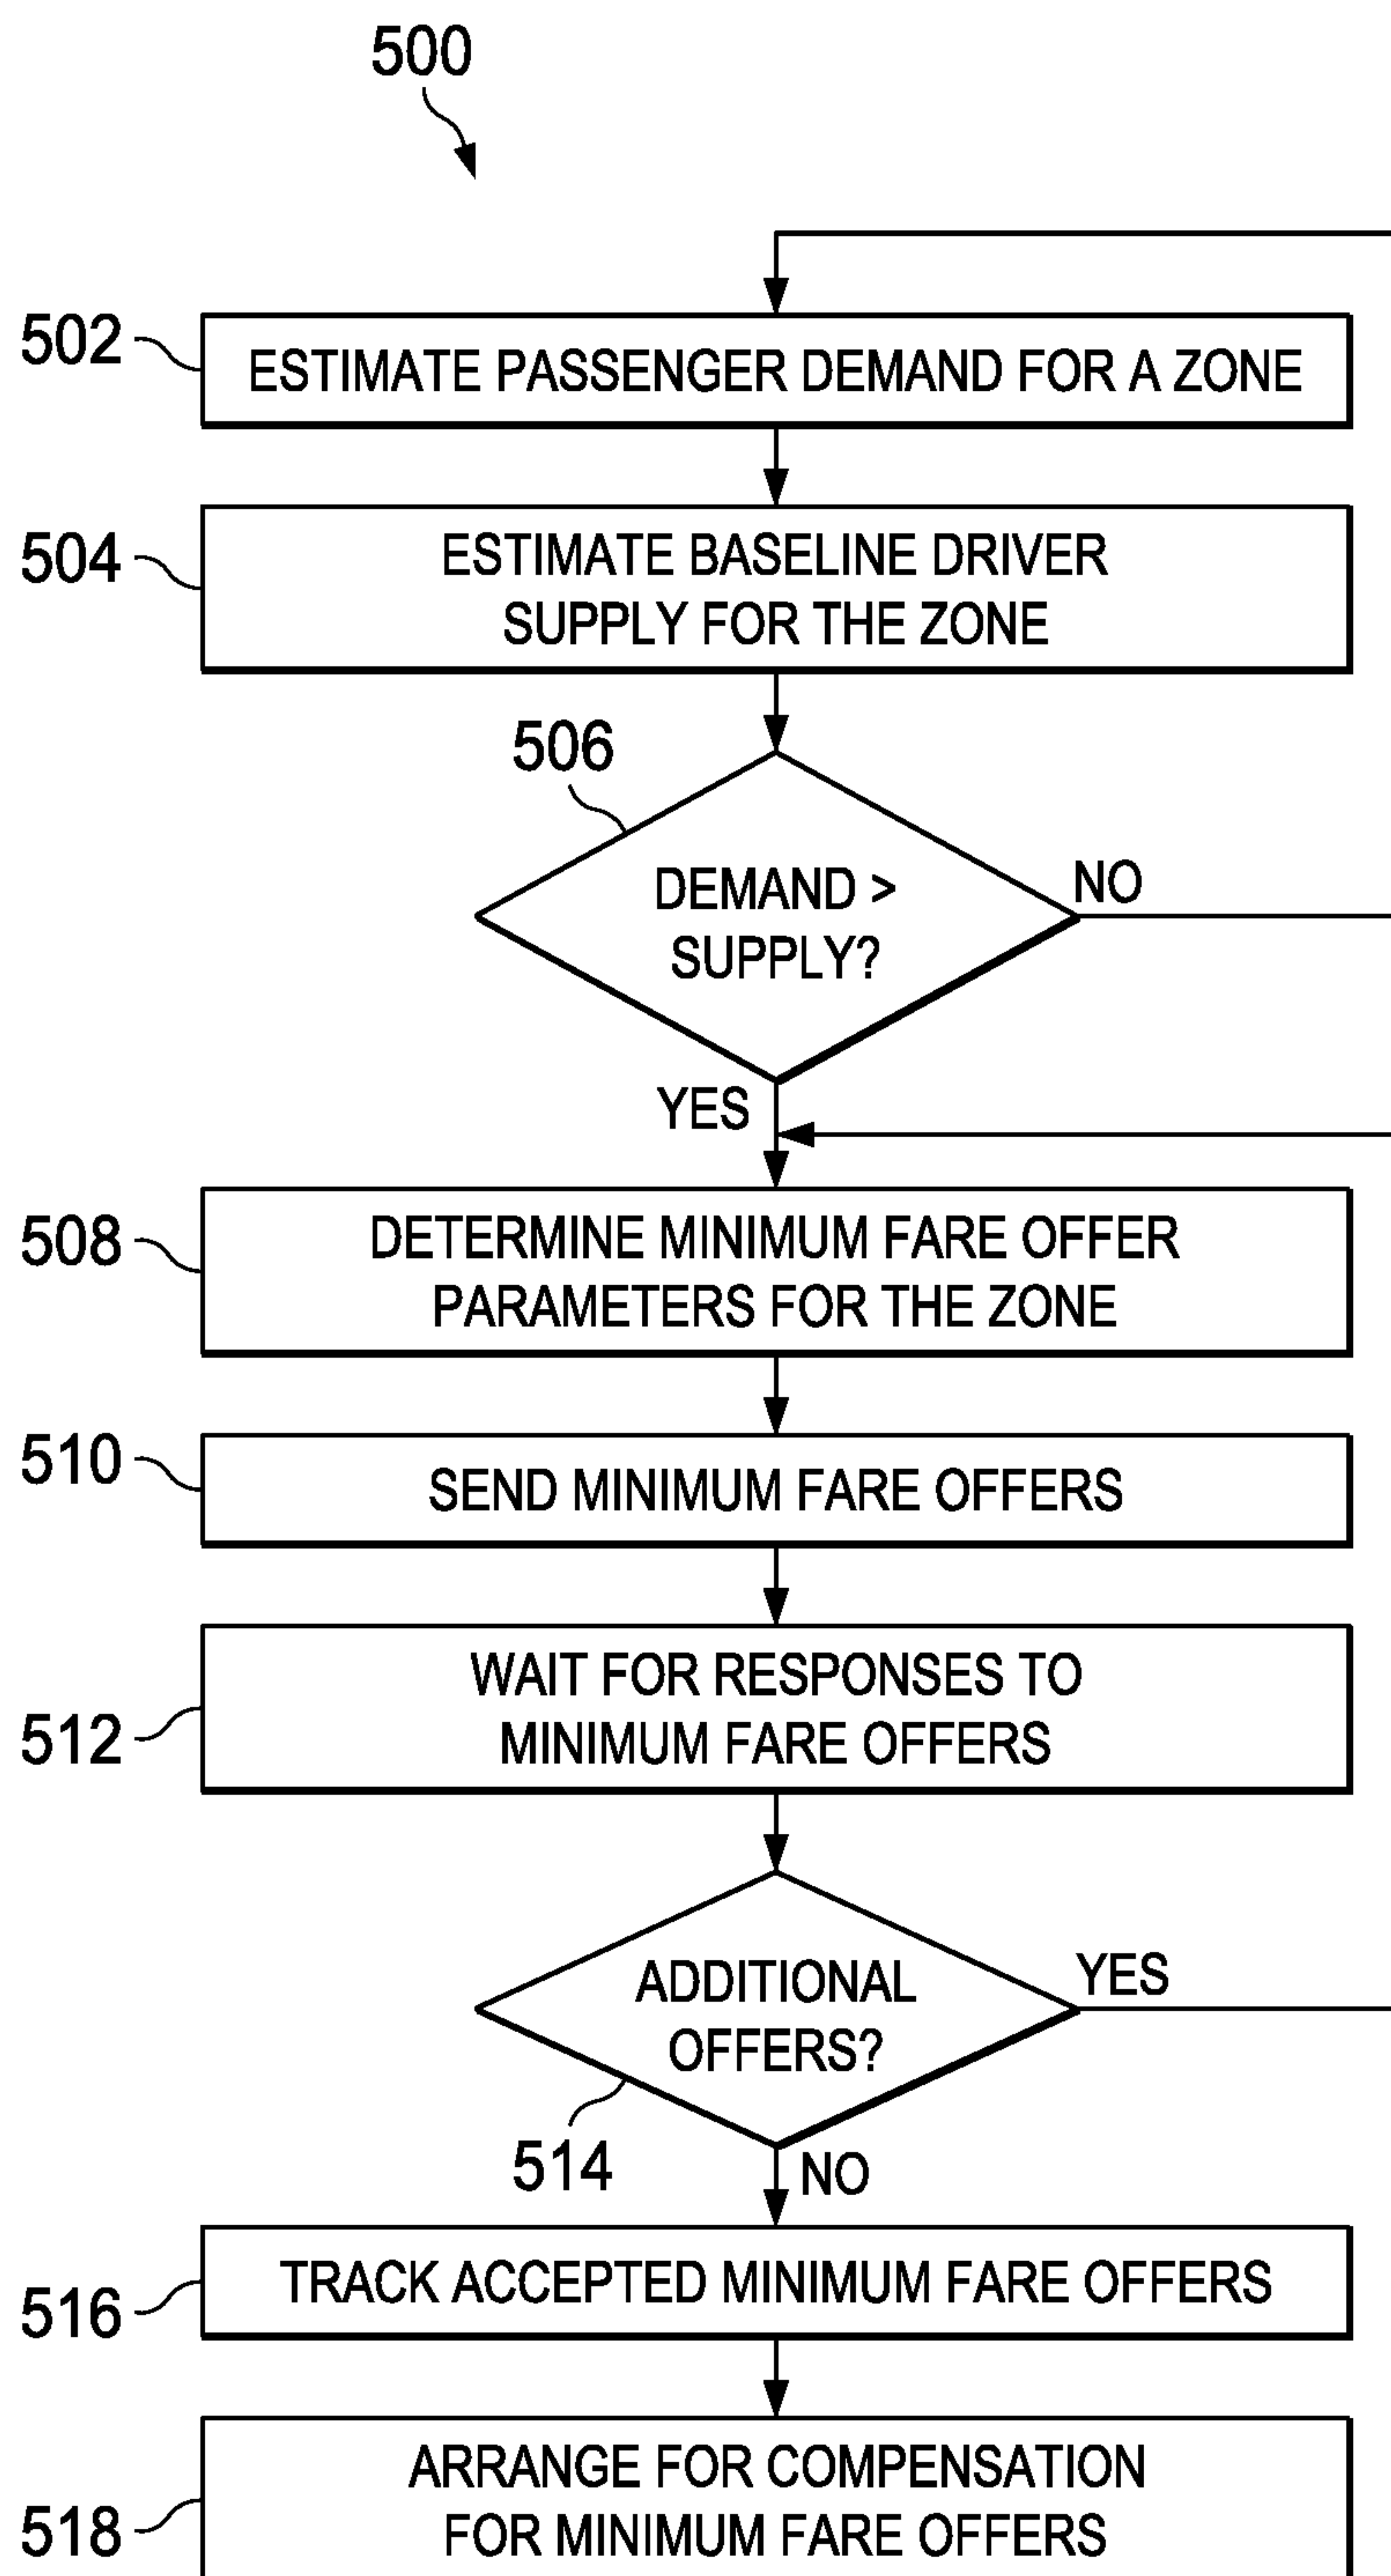 500
502
ESTIMATE PASSENGER DEMAND FOR A ZONE
504
ESTIMATE BASELINE DRIVER
SUPPLY FOR THE ZONE
506
DEMAND >
SUPPLY?
NO
YES
508
DETERMINE MINIMUM FARE OFFER
PARAMETERS FOR THE ZONE
510
SEND MINIMUM FARE OFFERS
512
WAIT FOR RESPONSES TO
MINIMUM FARE OFFERS
ADDITIONAL
OFFERS?
YES
514
NO
516
TRACK ACCEPTED MINIMUM FARE OFFERS
518
ARRANGE FOR COMPENSATION
FOR MINIMUM FARE OFFERS